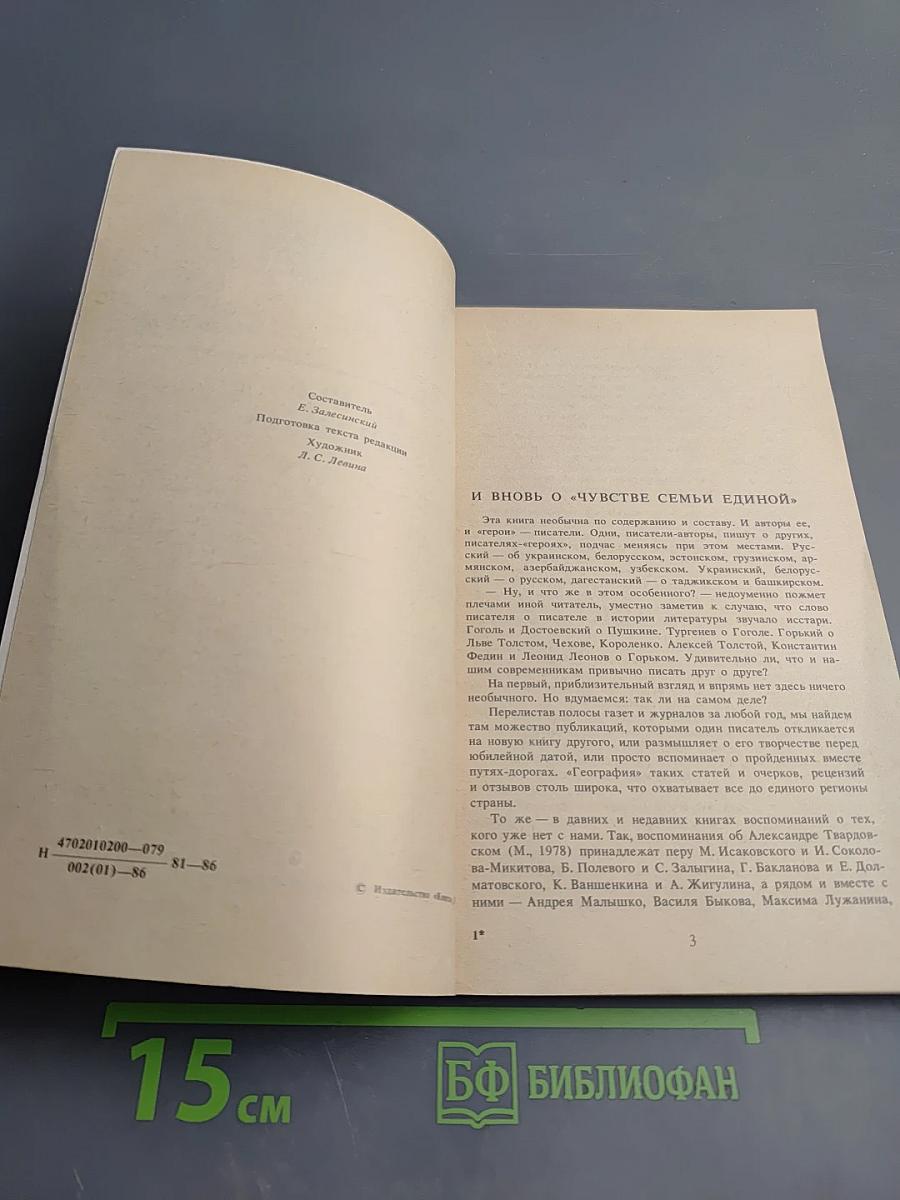 Составитель
Е. Залесинский
Подготовка текста редакции
Художник
Л. С. Левина
Н 4702010200—079
002(01)—86
81—86
© Издательство
И ВНОВЬ О «ЧУВСТВЕ СЕМЬИ ЕДИНОЙ»
Эта книга необычна по содержанию и составу. И авторы ее,
и «герои» — писатели. Одни, писатели-авторы, пишут о других,
писателях-«героях», подчас меняясь при этом местами. Рус-
ский — об украинском, белорусском, эстонском, грузинском, ар-
мянском, азербайджанском, узбекском. Украинский, белорус-
ский — о русском, дагестанский — о таджикском и башкирском.
— Ну, и что же в этом особенного? — недоуменно пожмет
плечами иной читатель, уместно заметив к случаю, что слово
писателя о писателе в истории литературы звучало исстари.
Гоголь и Достоевский о Пушкине. Тургенев о Гоголе. Горький о
Льве Толстом, Чехове, Короленко. Алексей Толстой, Константин
Федин и Леонид Леонов о Горьком. Удивительно ли, что и на-
шим современникам привычно писать друг о друге?
На первый, приблизительный взгляд и впрямь нет здесь ничего
необычного. Но вдумаемся: так ли на самом деле?
Перелистав полосы газет и журналов за любой год, мы найдем
там можество публикаций, которыми один писатель откликается
на новую книгу другого, или размышляет о его творчестве перед
юбилейной датой, или просто вспоминает о пройденных вместе
путях-дорогах. «География» таких статей и очерков, рецензий
и отзывов столь широка, что охватывает все до единого регионы
страны.
То же — в давних и недавних книгах воспоминаний о тех,
кого уже нет с нами. Так, воспоминания об Александре Твардов-
ском (М., 1978) принадлежат перу М. Исаковского и И. Соколо-
ва-Микитова, Б. Полевого и С. Залыгина, Г. Бакланова и Е. Дол-
матовского, К. Ваншенкина и А. Жигулина, а рядом и вместе с
ними — Андрея Малышко, Василя Быкова, Максима Лужанина,
1*
3
15 см
БФ БИБЛИОФАН